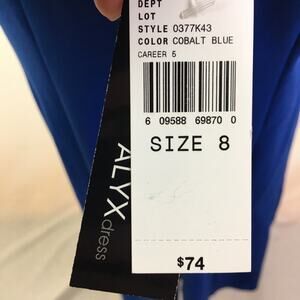 DEPT
LOT
STYLE 0377K43
COLOR COBALT BLUE
CAREER 5
6 09588 69870 0
SIZE 8
$74
ALYX dress